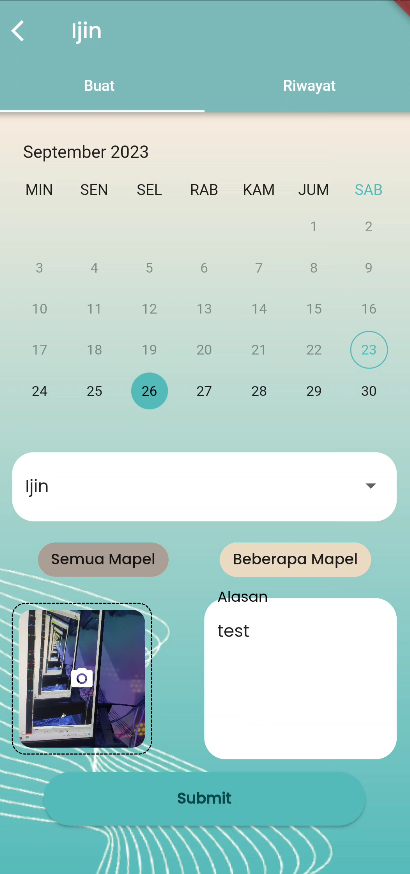 Ijin
Buat Riwayat
September 2023
MIN SEN SEL RAB KAM JUM SAB
1 2
3 4 5 6 7 8 9
10 11 12 13 14 15 16
17 18 19 20 21 22 23
24 25 26 27 28 29 30
Ijin
Semua Mapel Beberapa Mapel
Alasan
test
Submit